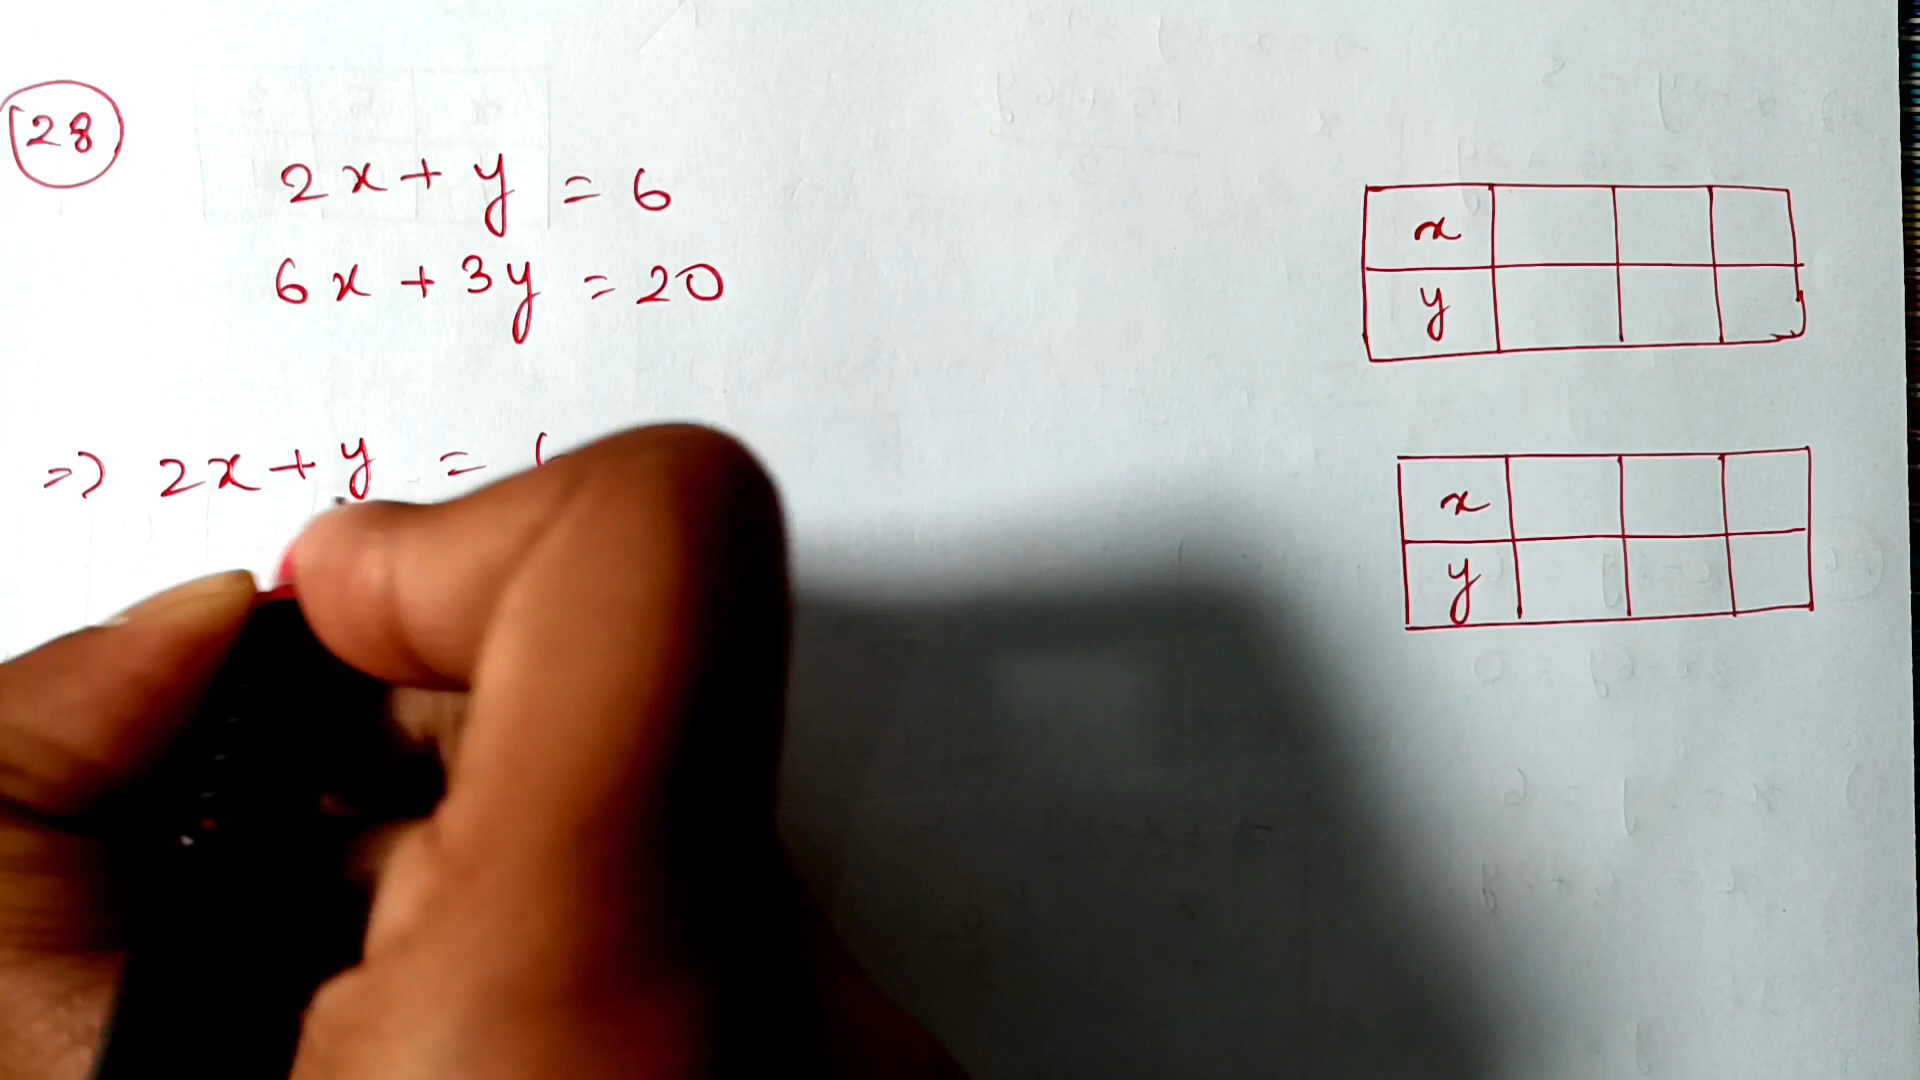 28
2x + y = 6
6x + 3y = 20
x
y
=> 2x + y =
x
y